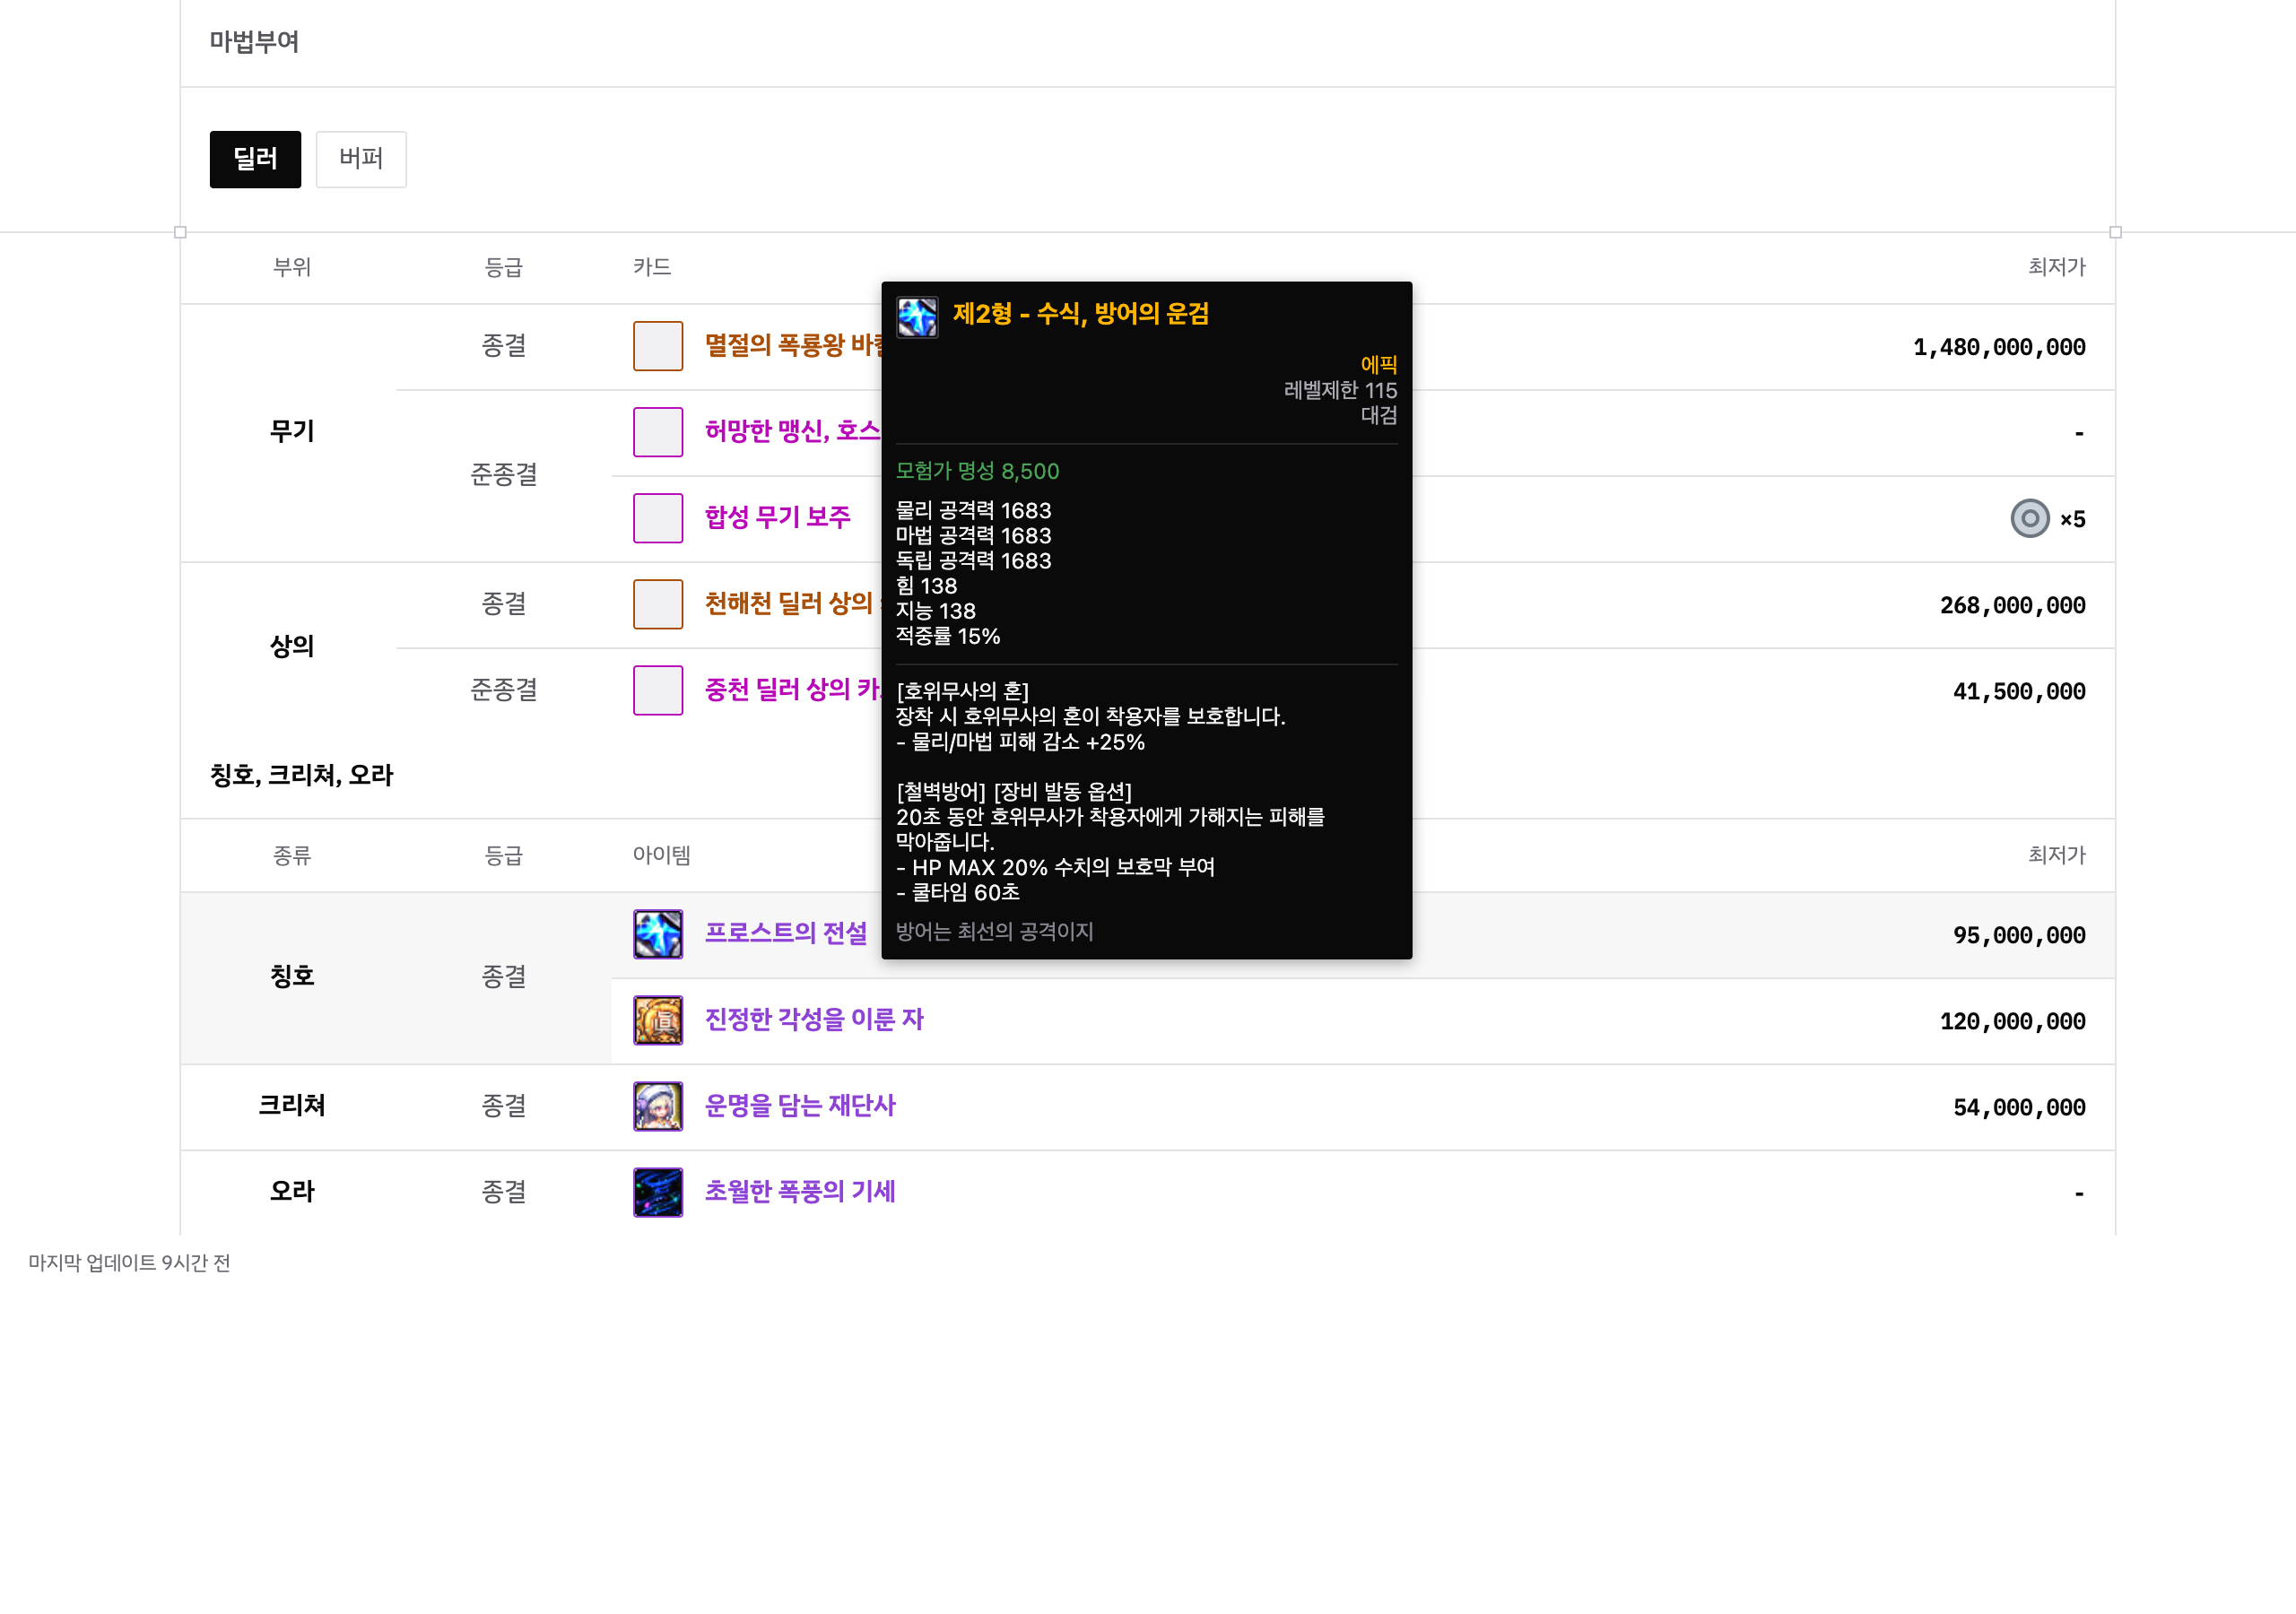 마법부여
딜러
버퍼
부위 등급 카드 최저가
무기
종결
멸절의 폭룡왕
1,480,000,000
준종결
허망한 맹신,
-
합성 무기 보주
×5
상의
종결
천해천 딜러 상의
268,000,000
준종결
중천 딜러 상의
41,500,000
제2형 - 수식, 방어의 운검
에픽
레벨제한 115
대검
모험가 명성 8,500
물리 공격력 1683
마법 공격력 1683
독립 공격력 1683
힘 138
지능 138
적중률 15%
[호위무사의 혼]
장착 시 호위무사의 혼이 착용자를 보호합니다.
- 물리/마법 피해 감소 +25%
[철벽방어] [장비 발동 옵션]
20초 동안 호위무사가 착용자에게 가해지는 피해를
막아줍니다.
- HP MAX 20% 수치의 보호막 부여
- 쿨타임 60초
방어는 최선의 공격이지
칭호, 크리쳐, 오라
종류 등급 아이템 최저가
칭호
종결
프로스트의 전설
95,000,000
진정한 각성을 이룬 자
120,000,000
크리쳐
종결
운명을 담는 재단사
54,000,000
오라
종결
초월한 폭풍의 기세
-
마지막 업데이트 9시간 전